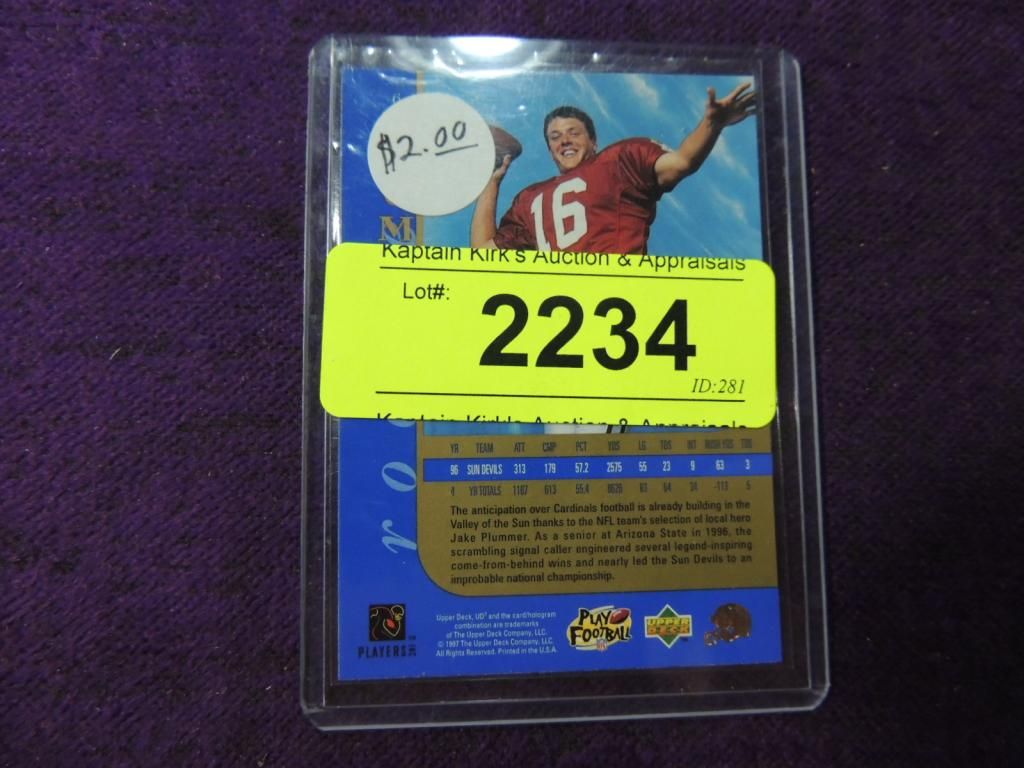 $2.00
M
16
Kaptain Kirk's Auction & Appraisals
Lot#:
2234
ID:281
Kaptain Kirk's Auction & Appraisals
YR TEAM ATT CMP PCT YDS LG TDS INT RUSH YDS TDS
96 SUN DEVILS 313 179 57.2 2575 55 23 9 63 3
4 YR TOTALS 1107 613 55.4 8626 83 64 34 -113 5
o r
The anticipation over Cardinals football is already building in the
Valley of the Sun thanks to the NFL team's selection of local hero
Jake Plummer. As a senior at Arizona State in 1996, the
scrambling signal caller engineered several legend-inspiring
come-from-behind wins and nearly led the Sun Devils to an
improbable national championship.
PLAYERS INC
Upper Deck, UD³ and the card/hologram
combination are trademarks
of The Upper Deck Company, LLC.
© 1997 The Upper Deck Company, LLC.
All Rights Reserved. Printed in the U.S.A.
PLAY
FOOTBALL
UPPER
DECK